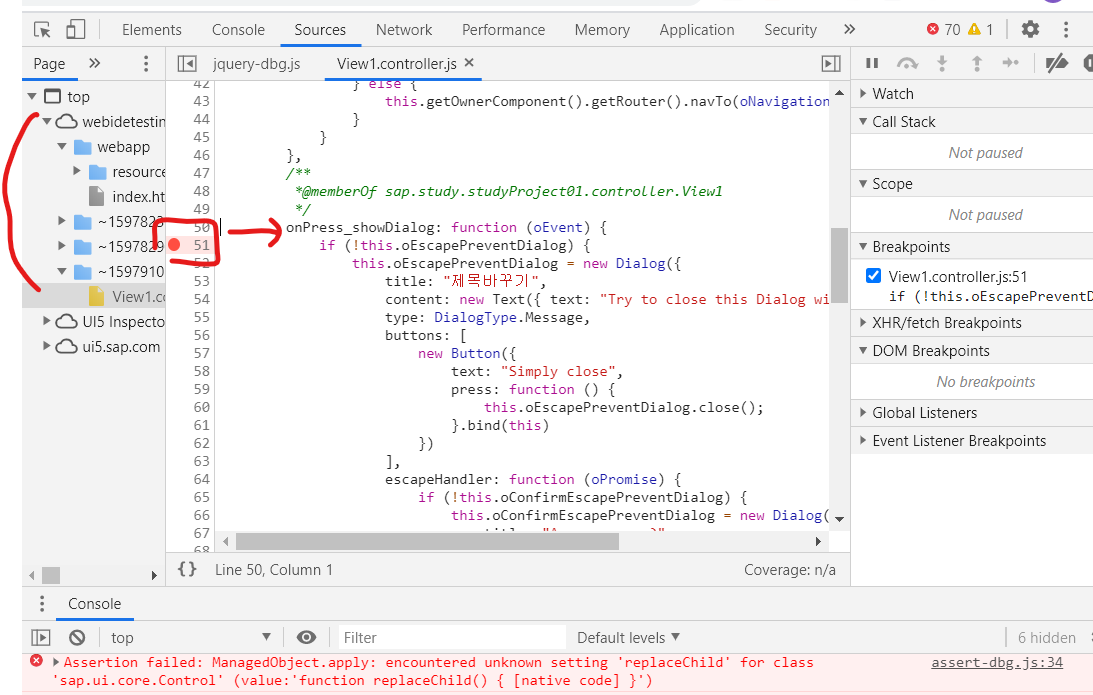 Elements Console Sources Network Performance Memory Application Security » 70 1
Page » jquery-dbg.js View1.controller.js ×
top
webidetestin
webapp
resource
index.ht
~1597823
~1597829
~1597910
View1.co
UI5 Inspecto
ui5.sap.com
42 } else {
43 this.getOwnerComponent().getRouter().navTo(oNavigation
44 }
45 }
46 },
47 /**
48 *@memberOf sap.study.studyProject01.controller.View1
49 */
50 onPress_showDialog: function (oEvent) {
51 if (!this.oEscapePreventDialog) {
52 this.oEscapePreventDialog = new Dialog({
53 title: "제목바꾸기",
54 content: new Text({ text: "Try to close this Dialog wi
55 type: DialogType.Message,
56 buttons: [
57 new Button({
58 text: "Simply close",
59 press: function () {
60 this.oEscapePreventDialog.close();
61 }.bind(this)
62 })
63 ],
64 escapeHandler: function (oPromise) {
65 if (!this.oConfirmEscapePreventDialog) {
66 this.oConfirmEscapePreventDialog = new Dialog(
67
68
{} Line 50, Column 1 Coverage: n/a
Watch
Call Stack
Not paused
Scope
Not paused
Breakpoints
View1.controller.js:51
if (!this.oEscapePreventD
XHR/fetch Breakpoints
DOM Breakpoints
No breakpoints
Global Listeners
Event Listener Breakpoints
Console
top Filter Default levels 6 hidden
Assertion failed: ManagedObject.apply: encountered unknown setting 'replaceChild' for class assert-dbg.js:34
'sap.ui.core.Control' (value:'function replaceChild() { [native code] }')